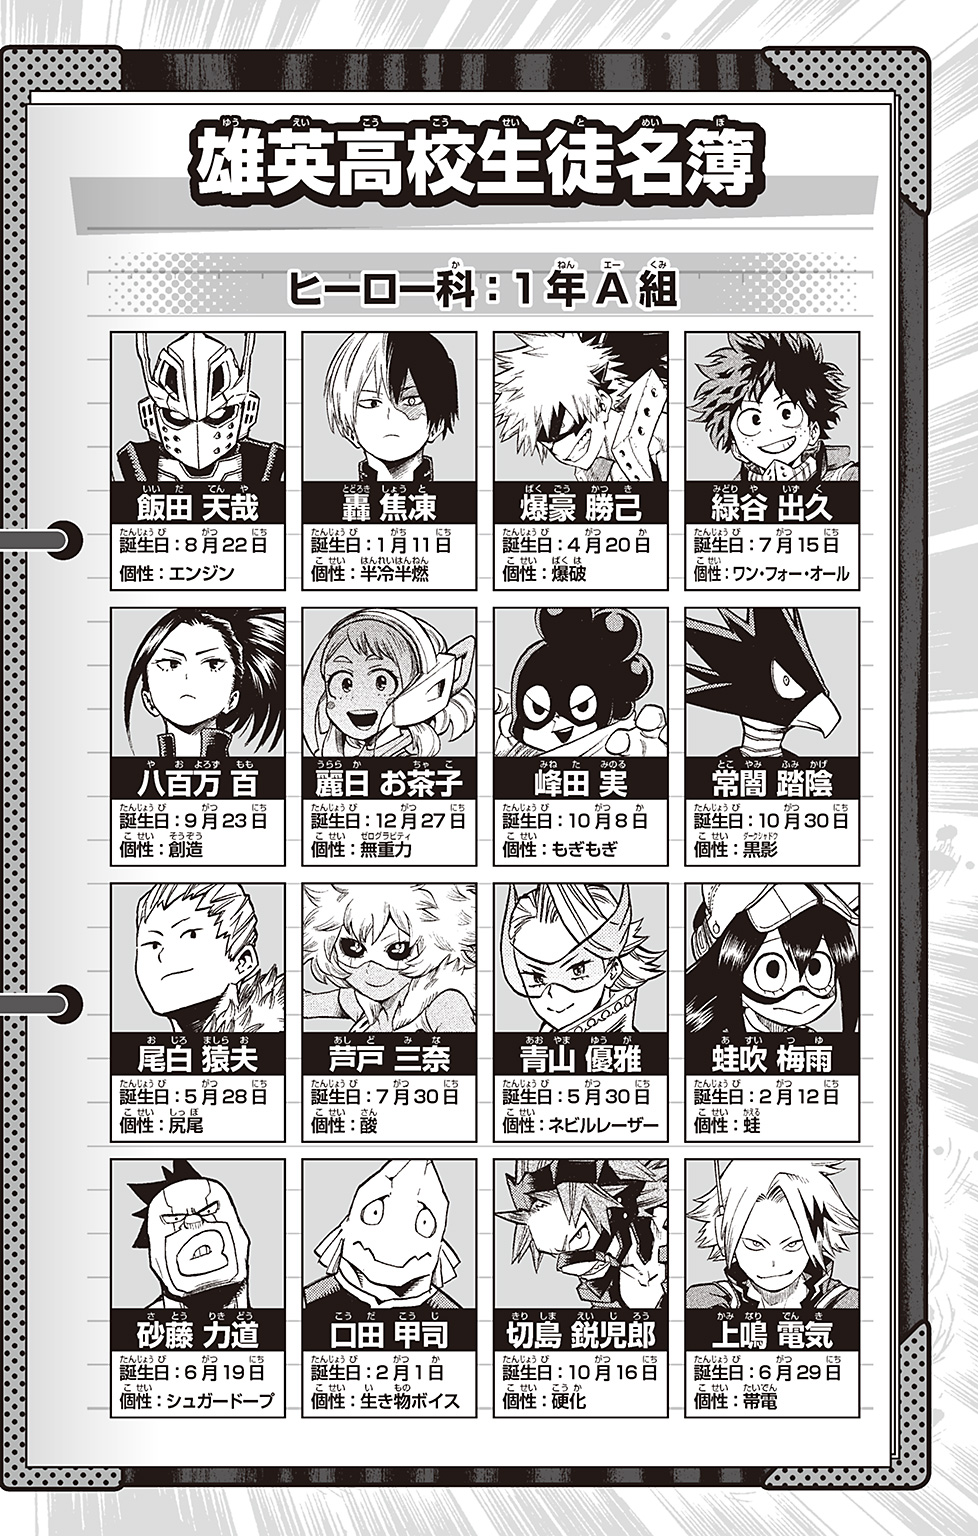 雄英高校生徒名簿
ヒーロー科：1年A組
緑谷 出久
誕生日：7月15日
個性：ワン・フォー・オール
爆豪 勝己
誕生日：4月20日
個性：爆破
轟 焦凍
誕生日：1月11日
個性：半冷半燃
飯田 天哉
誕生日：8月22日
個性：エンジン
常闇 踏陰
誕生日：10月30日
個性：黒影
峰田 実
誕生日：10月8日
個性：もぎもぎ
麗日 お茶子
誕生日：12月27日
個性：無重力
八百万 百
誕生日：9月23日
個性：創造
蛙吹 梅雨
誕生日：2月12日
個性：蛙
青山 優雅
誕生日：5月30日
個性：ネビルレーザー
芦戸 三奈
誕生日：7月30日
個性：酸
尾白 猿夫
誕生日：5月28日
個性：尻尾
上鳴 電気
誕生日：6月29日
個性：帯電
切島 鋭児郎
誕生日：10月16日
個性：硬化
口田 甲司
誕生日：2月1日
個性：生き物ボイス
砂藤 力道
誕生日：6月19日
個性：シュガードープ